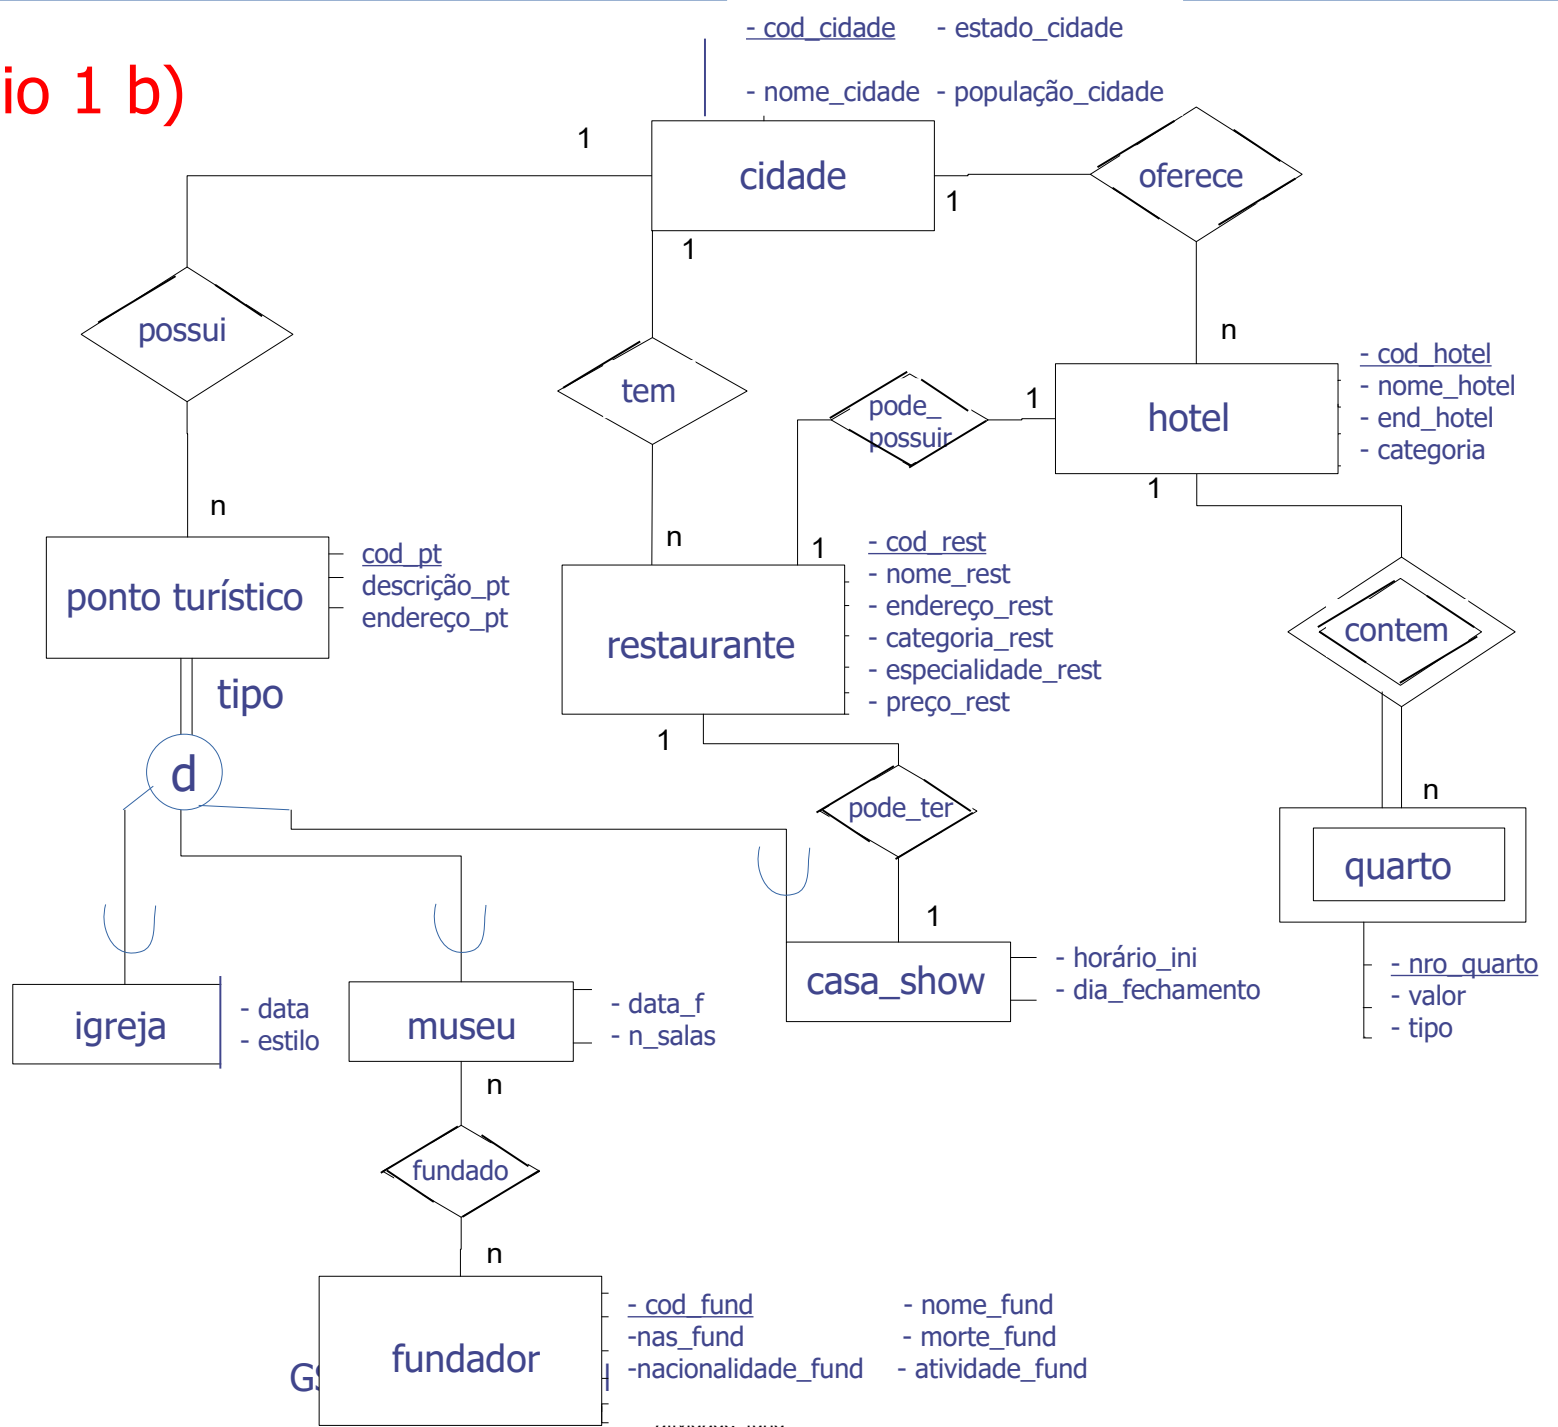 - cod_cidade - estado_cidade
io 1 b)
- nome_cidade - população_cidade
1
cidade
oferece
1
1
possui
n
tem
pode_
possuir
1
hotel
- cod_hotel
- nome_hotel
- end_hotel
- categoria
1
n
n
1
ponto turístico
cod_pt
descrição_pt
endereço_pt
restaurante
- cod_rest
- nome_rest
- endereço_rest
- categoria_rest
- especialidade_rest
- preço_rest
contem
tipo
1
d
pode_ter
n
quarto
1
casa_show
- horário_ini
- dia_fechamento
- nro_quarto
- valor
- tipo
igreja
- data
- estilo
museu
- data_f
- n_salas
n
fundado
n
fundador
- cod_fund - nome_fund
-nas_fund - morte_fund
-nacionalidade_fund - atividade_fund